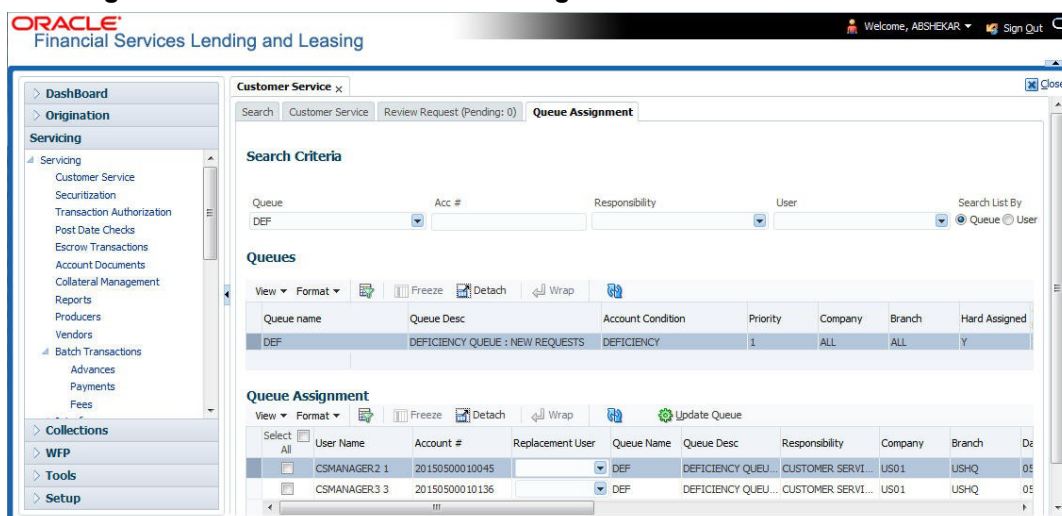 ORACLE
Financial Services Lending and Leasing
Welcome, ABSHEKAR
Sign Out
Close
DashBoard
Origination
Servicing
Servicing
Customer Service
Securitization
Transaction Authorization
Post Date Checks
Escrow Transactions
Account Documents
Collateral Management
Reports
Producers
Vendors
Batch Transactions
Advances
Payments
Fees
Collections
WFP
Tools
Setup
Customer Service x
Search Customer Service Review Request (Pending: 0) Queue Assignment
Search Criteria
Queue Acc # Responsibility User Search List By
DEF Queue User
Queues
View Format Freeze Detach Wrap
Queue name Queue Desc Account Condition Priority Company Branch Hard Assigned
DEF DEFICIENCY QUEUE : NEW REQUESTS DEFICIENCY 1 ALL ALL Y
Queue Assignment
View Format Freeze Detach Wrap Update Queue
Select All User Name Account # Replacement User Queue Name Queue Desc Responsibility Company Branch Da
CSMANAGER2 1 20150500010045 DEF DEFICIENCY QUEU... CUSTOMER SERVI... US01 USHQ 05
CSMANAGER3 3 20150500010136 DEF DEFICIENCY QUEU... CUSTOMER SERVI... US01 USHQ 05